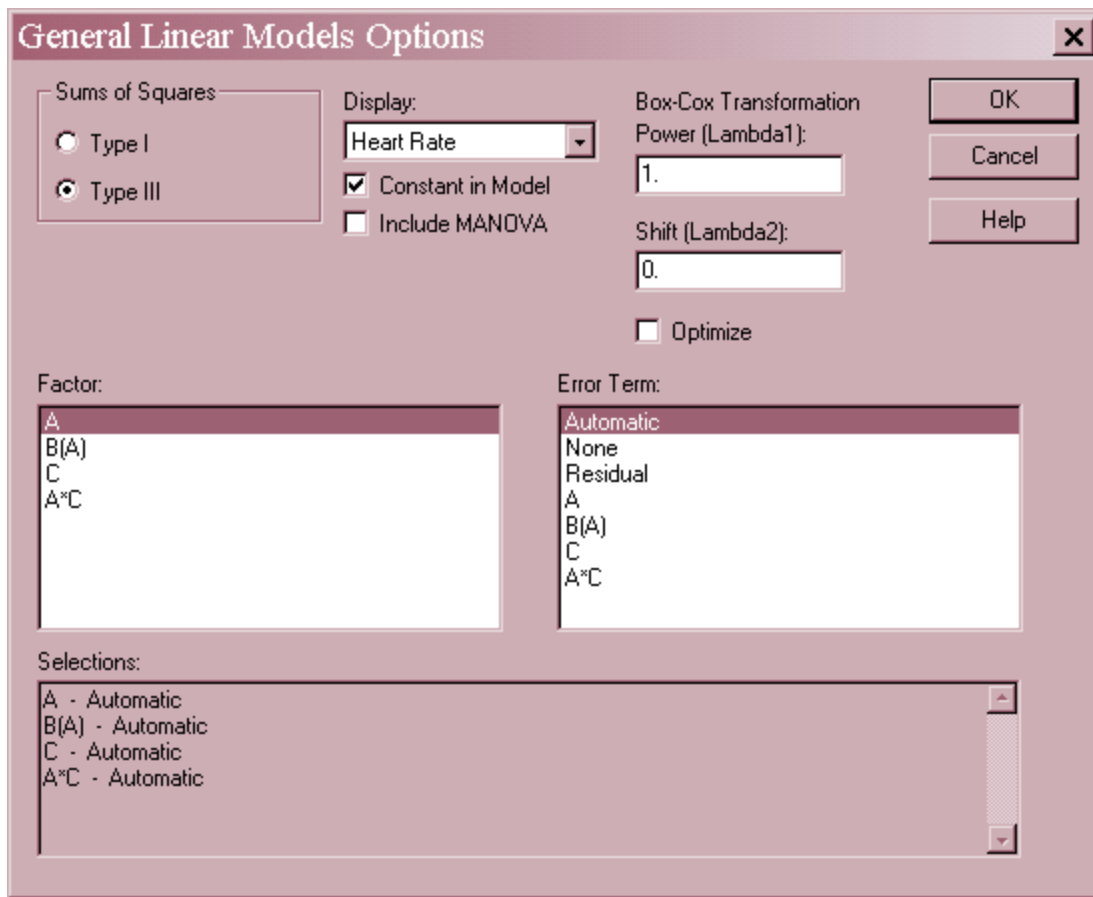 General Linear Models Options
Sums of Squares
Type I
Type III
Display:
Heart Rate
Constant in Model
Include MANOVA
Box-Cox Transformation
Power (Lambda1):
1.
Shift (Lambda2):
0.
Optimize
OK
Cancel
Help
Factor:
A
B(A)
C
A*C
Error Term:
Automatic
None
Residual
A
B(A)
C
A*C
Selections:
A - Automatic
B(A) - Automatic
C - Automatic
A*C - Automatic